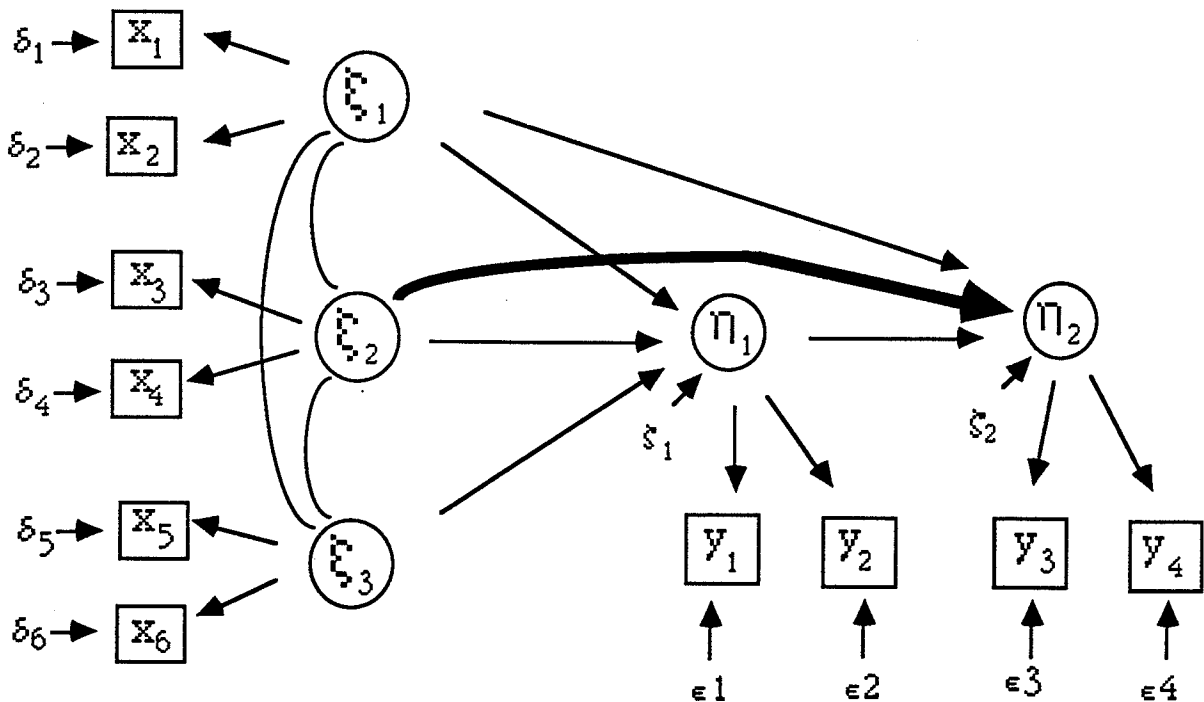 δ1 x1
ξ1
δ2 x2
δ3 x3
ξ2
η1
η2
δ4 x4
ζ1
ζ2
δ5 x5
ξ3
y1 y2 y3 y4
δ6 x6
ϵ1 ϵ2 ϵ3 ϵ4